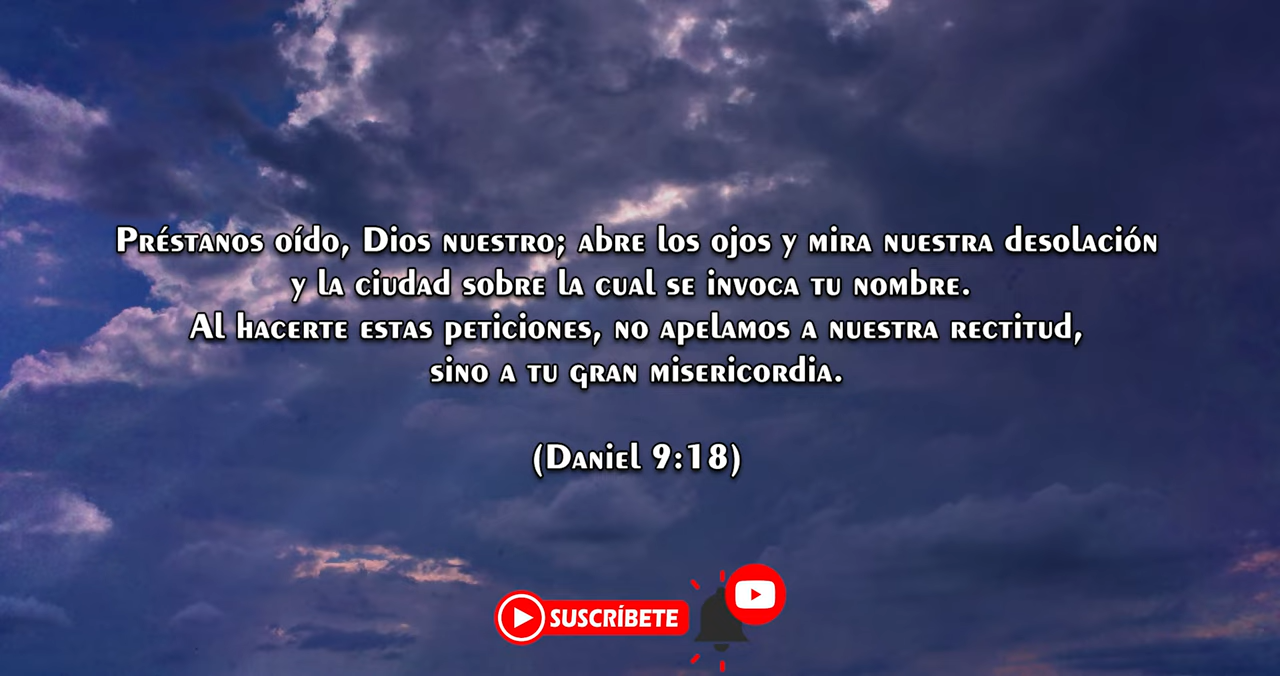 Préstanos oído, Dios nuestro; abre los ojos y mira nuestra desolación
y la ciudad sobre la cual se invoca tu nombre.
Al hacerte estas peticiones, no apelamos a nuestra rectitud,
sino a tu gran misericordia.
(Daniel 9:18)
SUSCRÍBETE